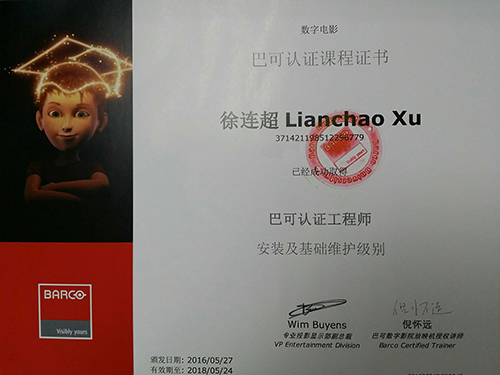 数字电影
巴可认证课程证书
徐连超 Lianchao Xu
371421198512256779
已经成功取得
巴可认证工程师
安装及基础维护级别
BARCO
Visibly yours
Wim Buyens
专业投影显示部副总裁
VP Entertainment Division
倪怀远
巴可数字影院放映机授权讲师
Barco Certified Trainer
颁发日期: 2016/05/27
有效期至: 2018/05/24